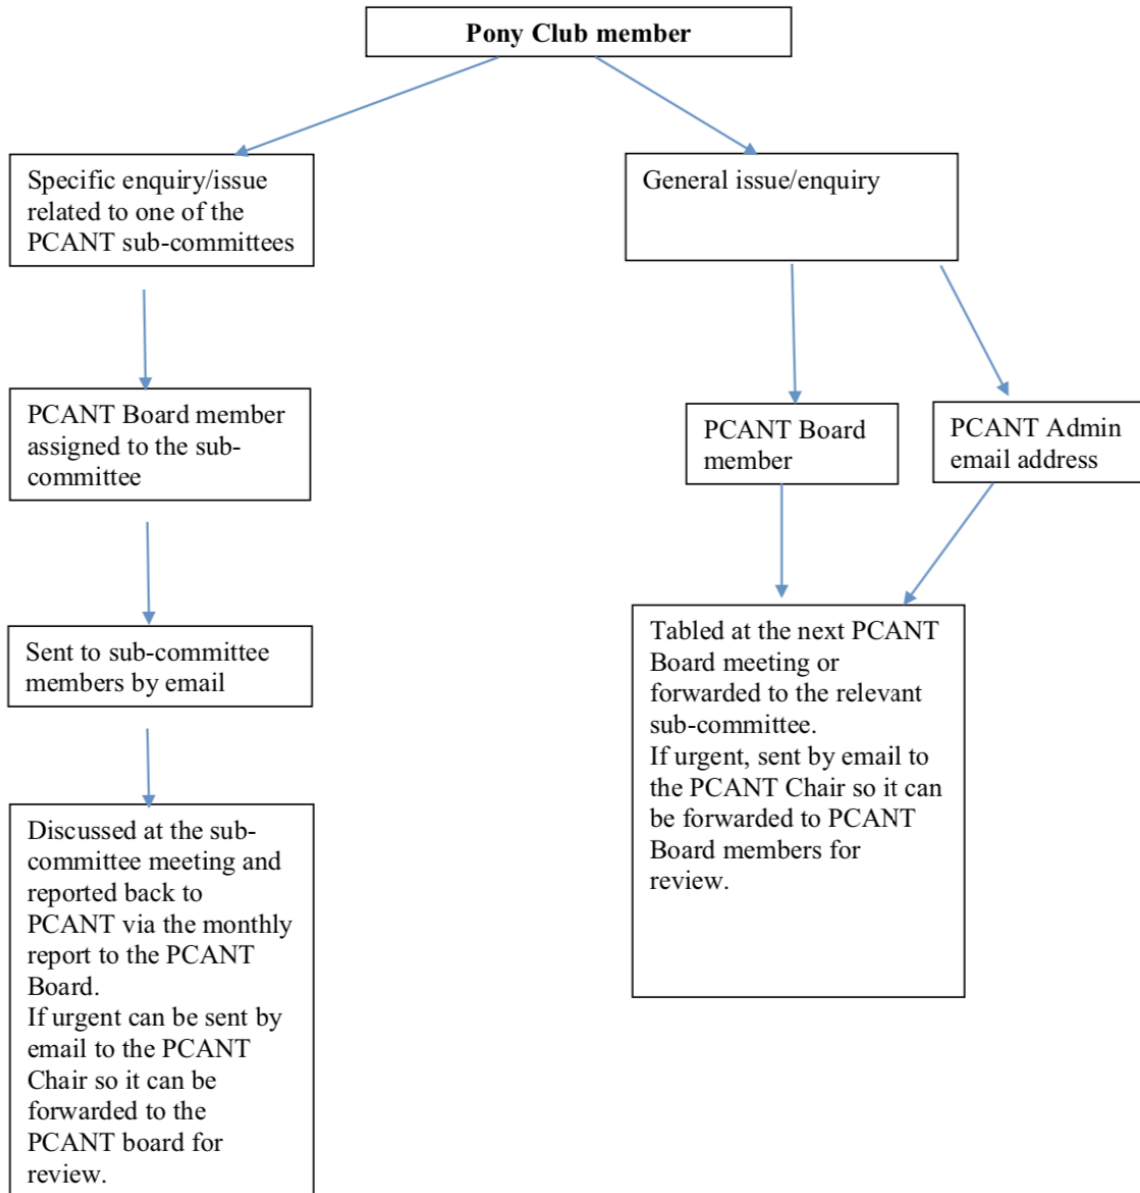 Pony Club member
Specific enquiry/issue
related to one of the
PCANT sub-committees
General issue/enquiry
PCANT Board member
assigned to the sub-
committee
PCANT Board
member
PCANT Admin
email address
Sent to sub-committee
members by email
Tabled at the next PCANT
Board meeting or
forwarded to the relevant
sub-committee.
If urgent, sent by email to
the PCANT Chair so it can
be forwarded to PCANT
Board members for
review.
Discussed at the sub-
committee meeting and
reported back to
PCANT via the monthly
report to the PCANT
Board.
If urgent can be sent by
email to the PCANT
Chair so it can be
forwarded to the
PCANT board for
review.